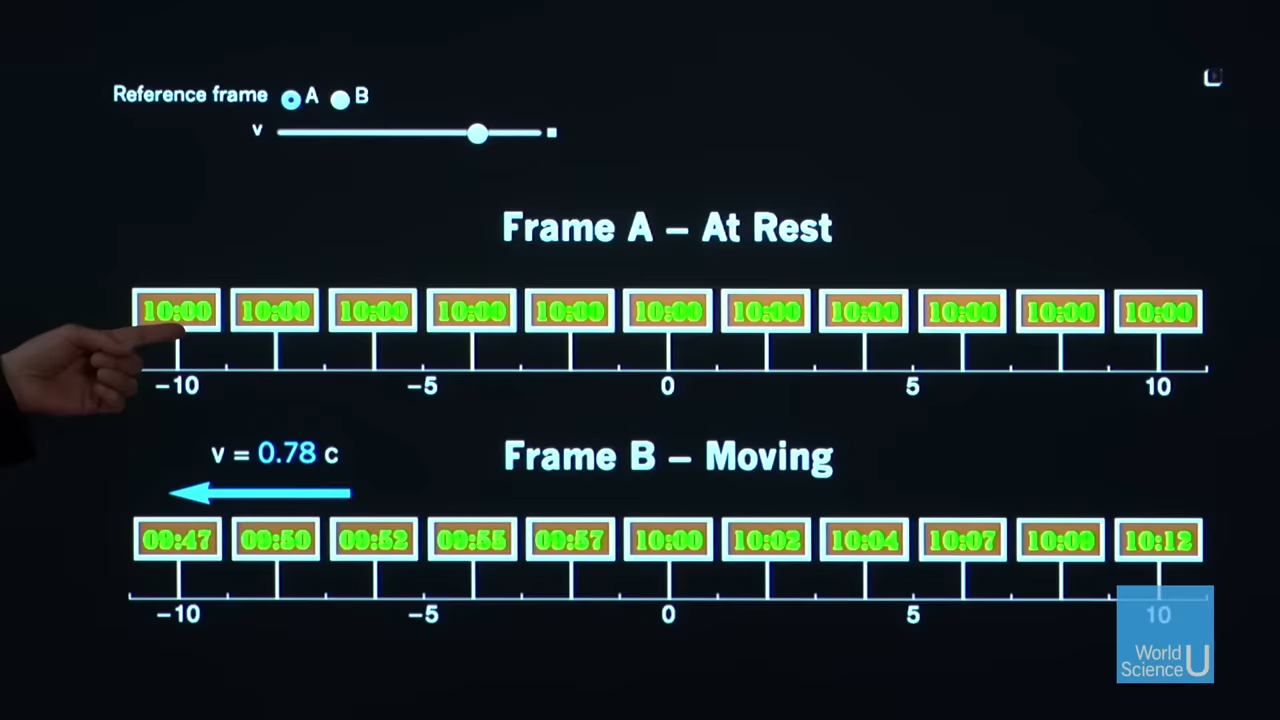 Reference frame A B
v
Frame A – At Rest
10:00 10:00 10:00 10:00 10:00 10:00 10:00 10:00 10:00 10:00 10:00
−10 −5 0 5 10
v = 0.78 c
Frame B – Moving
09:47 09:50 09:52 09:55 09:57 10:00 10:02 10:04 10:07 10:09 10:12
−10 −5 0 5 10
World
Science U